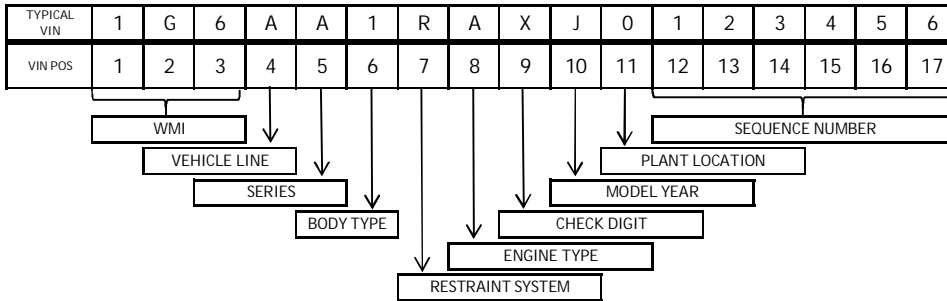 TYPICAL VIN 1 G 6 A A 1 R A X J 0 1 2 3 4 5 6
VIN POS 1 2 3 4 5 6 7 8 9 10 11 12 13 14 15 16 17
WMI SEQUENCE NUMBER
VEHICLE LINE PLANT LOCATION
SERIES MODEL YEAR
BODY TYPE CHECK DIGIT
ENGINE TYPE
RESTRAINT SYSTEM